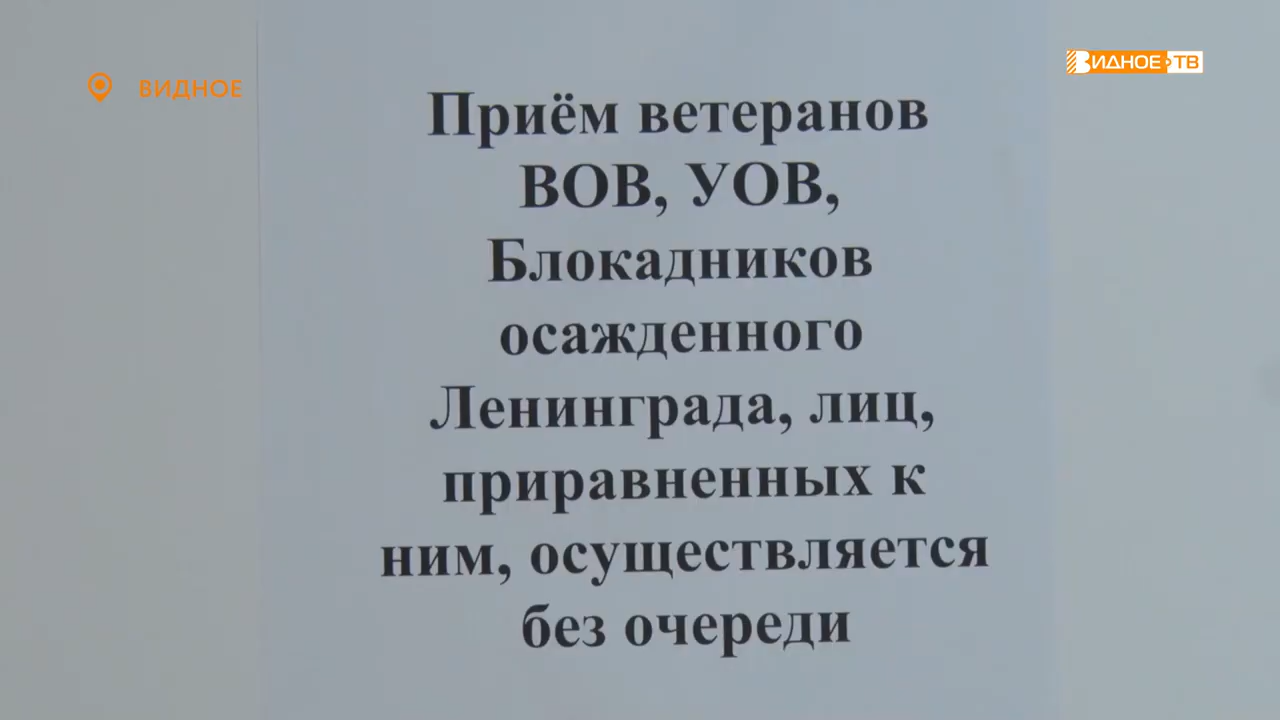 ВИДНОЕ
ВИДНОЕ ТВ
Приём ветеранов
ВОВ, УОВ,
Блокадников
осажденного
Ленинграда, лиц,
приравненных к
ним, осуществляется
без очереди